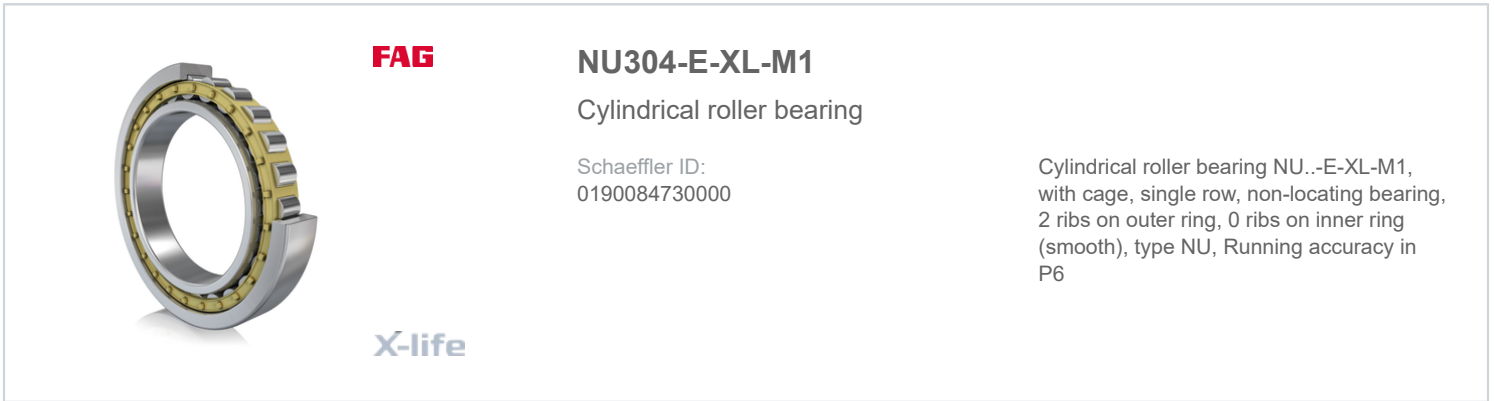 FAG
NU304-E-XL-M1
Cylindrical roller bearing
Schaeffler ID:
0190084730000
Cylindrical roller bearing NU..-E-XL-M1,
with cage, single row, non-locating bearing,
2 ribs on outer ring, 0 ribs on inner ring
(smooth), type NU, Running accuracy in
P6
X-life